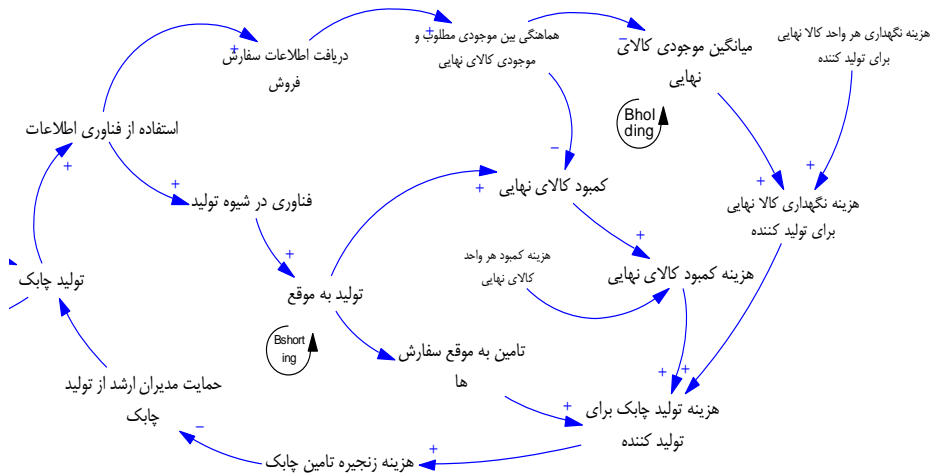 هماهنگی بین موجودی مطلوب و
موجودی کالای نهایی
میانگین موجودی کالای
نهایی
هزینه نگهداری هر واحد کالا نهایی
برای تولید کننده
دریافت اطلاعات سفارش
فروش
Bhol
ding
استفاده از فناوری اطلاعات
کمبود کالای نهایی
فناوری در شیوه تولید
هزینه نگهداری کالا نهایی
برای تولید کننده
هزینه کمبود هر واحد
کالای نهایی
هزینه کمبود کالای نهایی
تولید چابک
تولید به موقع
Bshort
ing
تامین به موقع سفارش
ها
حمایت مدیران ارشد از تولید
چابک
هزینه تولید چابک برای
تولید کننده
هزینه زنجیره تامین چابک